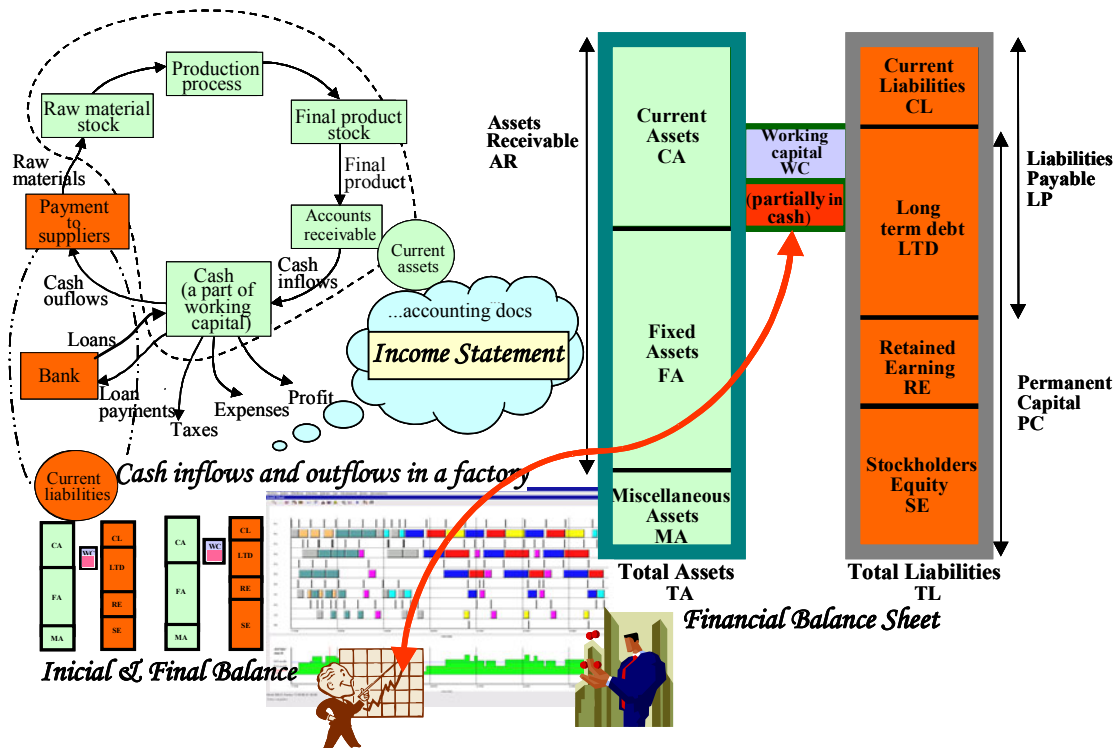 Production
process
Raw material
stock
Final product
stock
Raw
materials
Final
product
Payment
to
suppliers
Accounts
receivable
Current
assets
Cash
inflows
Cash
ouflows
Cash
(a part of
working
capital)
Loans
Bank
Loan
payments
Taxes
Expenses
Profit
...accounting docs
Income Statement
Cash inflows and outflows in a factory
Current
liabilities
CA
FA
MA
WC
CL
LTD
RE
SE
CA
FA
MA
WC
CL
LTD
RE
SE
Inicial & Final Balance
Assets
Receivable
AR
Current
Assets
CA
Fixed
Assets
FA
Miscellaneous
Assets
MA
Total Assets
TA
Working
capital
WC
(partially in
cash)
Current
Liabilities
CL
Long
term debt
LTD
Retained
Earning
RE
Stockholders
Equity
SE
Total Liabilities
TL
Liabilities
Payable
LP
Permanent
Capital
PC
Financial Balance Sheet